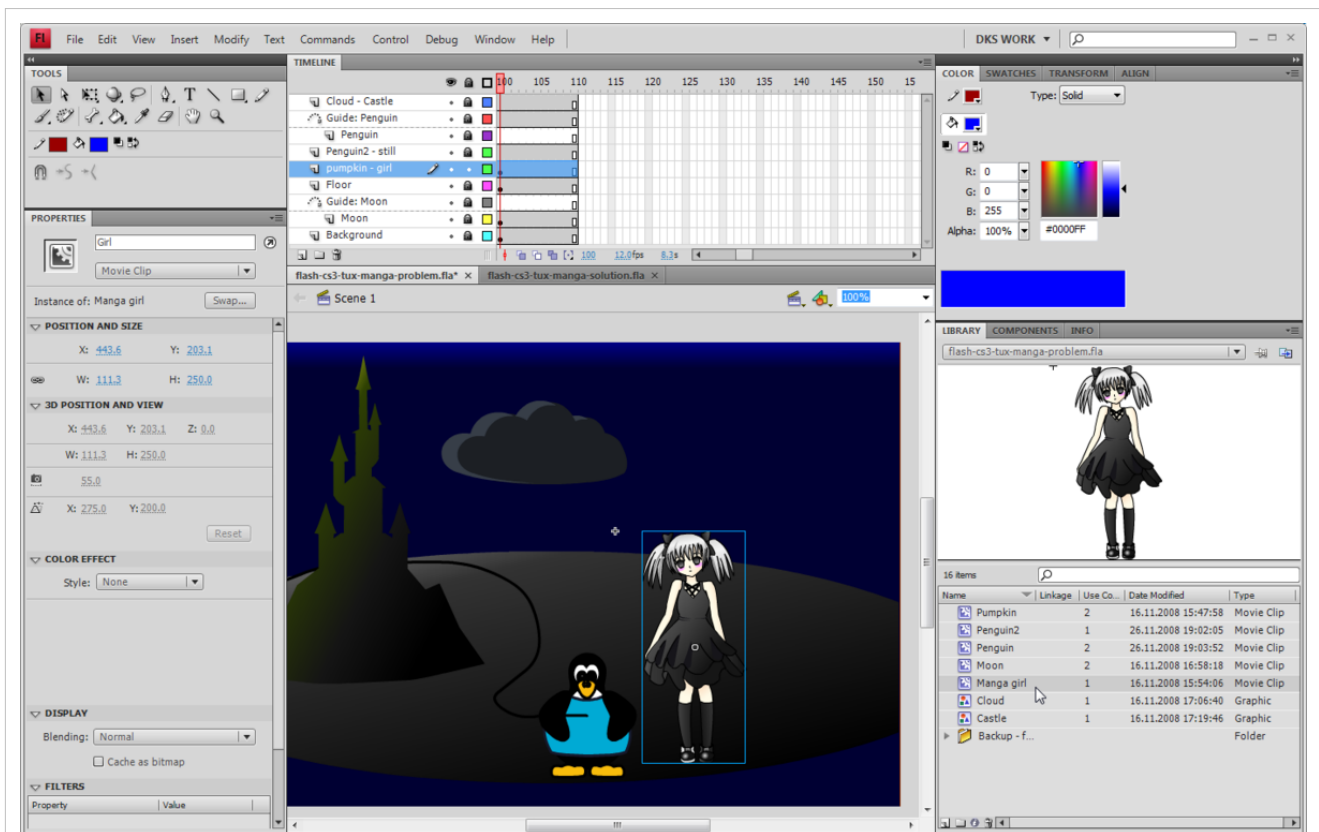 Fl File Edit View Insert Modify Text Commands Control Debug Window Help DKS WORK
TOOLS
T
PROPERTIES
Girl
Movie Clip
Instance of: Manga girl Swap...
POSITION AND SIZE
X: 443.6 Y: 203.1
W: 111.3 H: 250.0
3D POSITION AND VIEW
X: 443.6 Y: 203.1 Z: 0.0
W: 111.3 H: 250.0
55.0
X: 275.0 Y: 200.0
Reset
COLOR EFFECT
Style: None
DISPLAY
Blending: Normal
Cache as bitmap
FILTERS
Property Value
TIMELINE
100 105 110 115 120 125 130 135 140 145 150 15
Cloud - Castle
Guide: Penguin
Penguin
Penguin2 - still
pumpkin - girl
Floor
Guide: Moon
Moon
Background
100 12.0fps 8.3s
flash-cs3-tux-manga-problem.fla* × flash-cs3-tux-manga-solution.fla ×
Scene 1 100%
COLOR SWATCHES TRANSFORM ALIGN
Type: Solid
R: 0
G: 0
B: 255
Alpha: 100% #0000FF
LIBRARY COMPONENTS INFO
flash-cs3-tux-manga-problem.fla
16 items
Name Linkage Use Co... Date Modified Type
Pumpkin 2 16.11.2008 15:47:58 Movie Clip
Penguin2 1 26.11.2008 19:02:05 Movie Clip
Penguin 2 26.11.2008 19:03:52 Movie Clip
Moon 2 16.11.2008 16:58:18 Movie Clip
Manga girl 1 16.11.2008 15:54:06 Movie Clip
Cloud 1 16.11.2008 17:06:40 Graphic
Castle 1 16.11.2008 17:19:46 Graphic
Backup - f... Folder